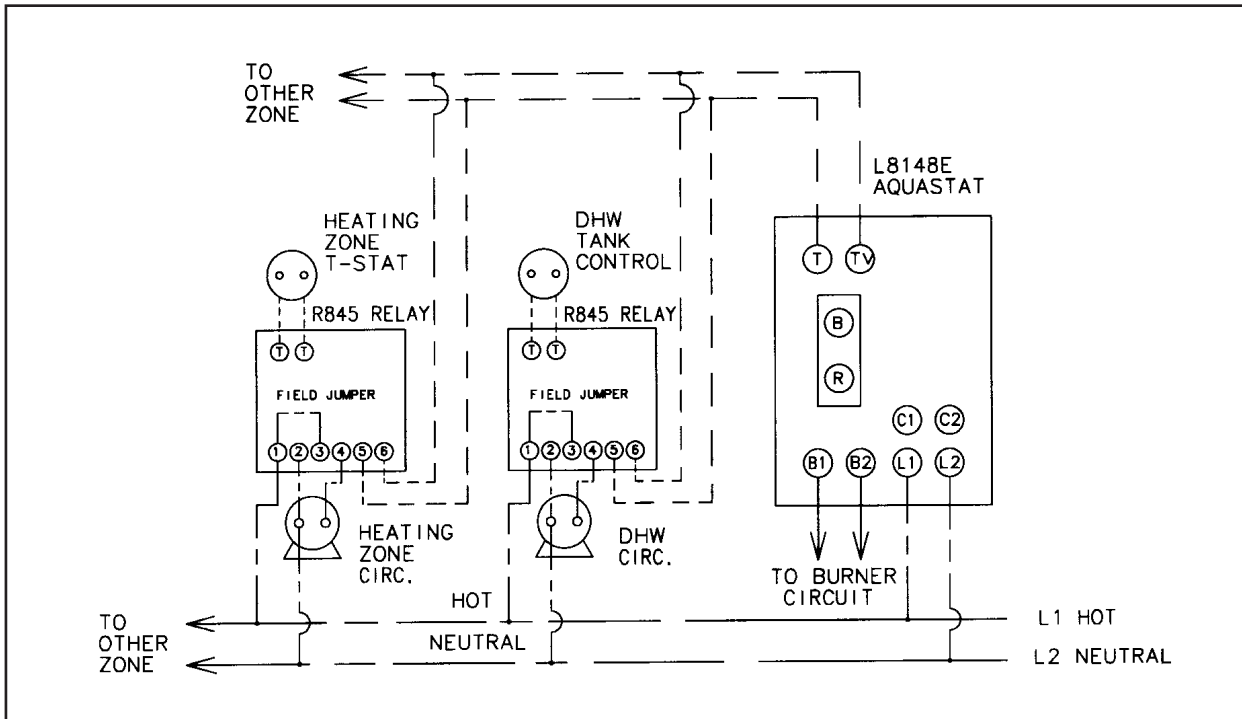 TO
OTHER
ZONE
L8148E
AQUASTAT
HEATING
ZONE
T-STAT
DHW
TANK
CONTROL
T
TV
R845 RELAY
R845 RELAY
B
R
T T
T T
FIELD JUMPER
FIELD JUMPER
C1
C2
1 2 3 4 5 6
1 2 3 4 5 6
B1
B2
L1
L2
HEATING
ZONE
CIRC.
DHW
CIRC.
TO BURNER
CIRCUIT
HOT
L1 HOT
TO
OTHER
ZONE
NEUTRAL
L2 NEUTRAL